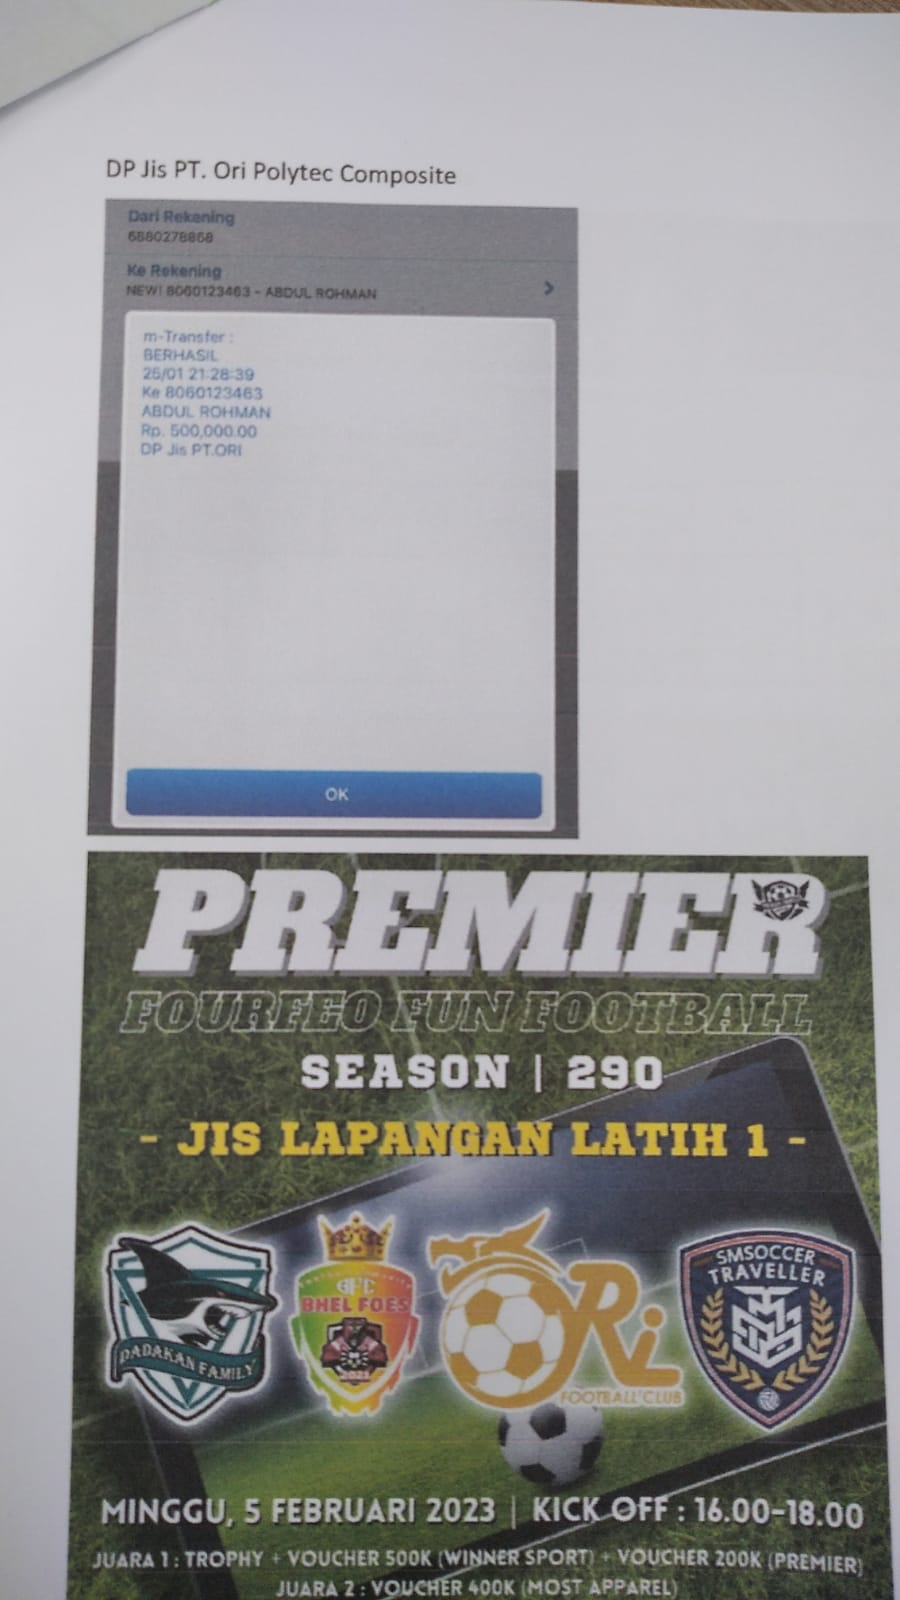 DP Jis PT. Ori Polytec Composite
Dari Rekening
6880278868
Ke Rekening
NEW! 8060123463 - ABDUL ROHMAN
m-Transfer :
BERHASIL
25/01 21:28:39
Ke 8060123463
ABDUL ROHMAN
Rp. 500,000.00
DP Jis PT.ORI
OK
PREMIER
FOURFEO FUN FOOTBALL
SEASON | 290
- JIS LAPANGAN LATIH 1 -
DADAKAN FAMILY
BFC
BHEL FOES
2021
ORi
FOOTBALL CLUB
SMSOCCER
TRAVELLER
MINGGU, 5 FEBRUARI 2023 | KICK OFF : 16.00-18.00
JUARA 1 : TROPHY + VOUCHER 500K (WINNER SPORT) + VOUCHER 200K (PREMIER)
JUARA 2 : VOUCHER 400K (MOST APPAREL)